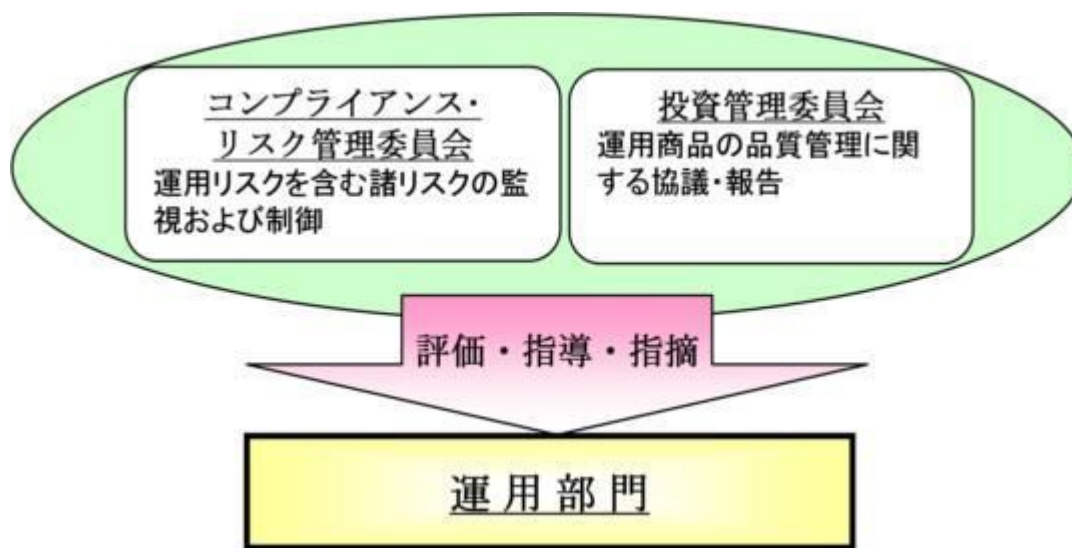 コンプライアンス・
リスク管理委員会
運用リスクを含む諸リスクの監
視および制御
投資管理委員会
運用商品の品質管理に関
する協議・報告
評価・指導・指摘
運用部門